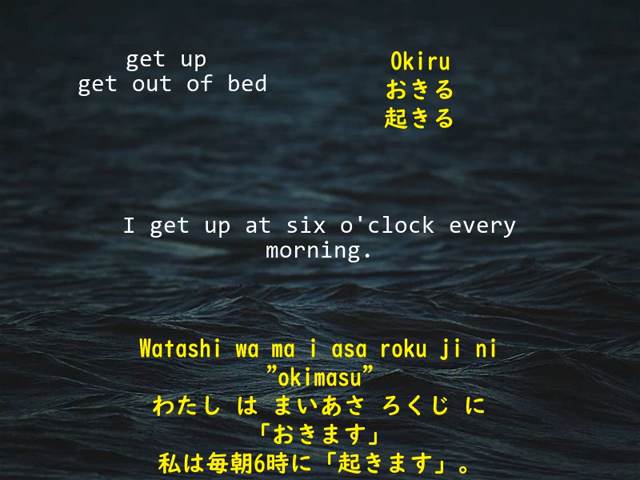 get up
get out of bed
Okiru
おきる
起きる
I get up at six o'clock every
morning.
Watashi wa ma i asa roku ji ni
”okimasu”
わたし は まいあさ ろくじ に
「おきます」
私は毎朝6時に「起きます」。